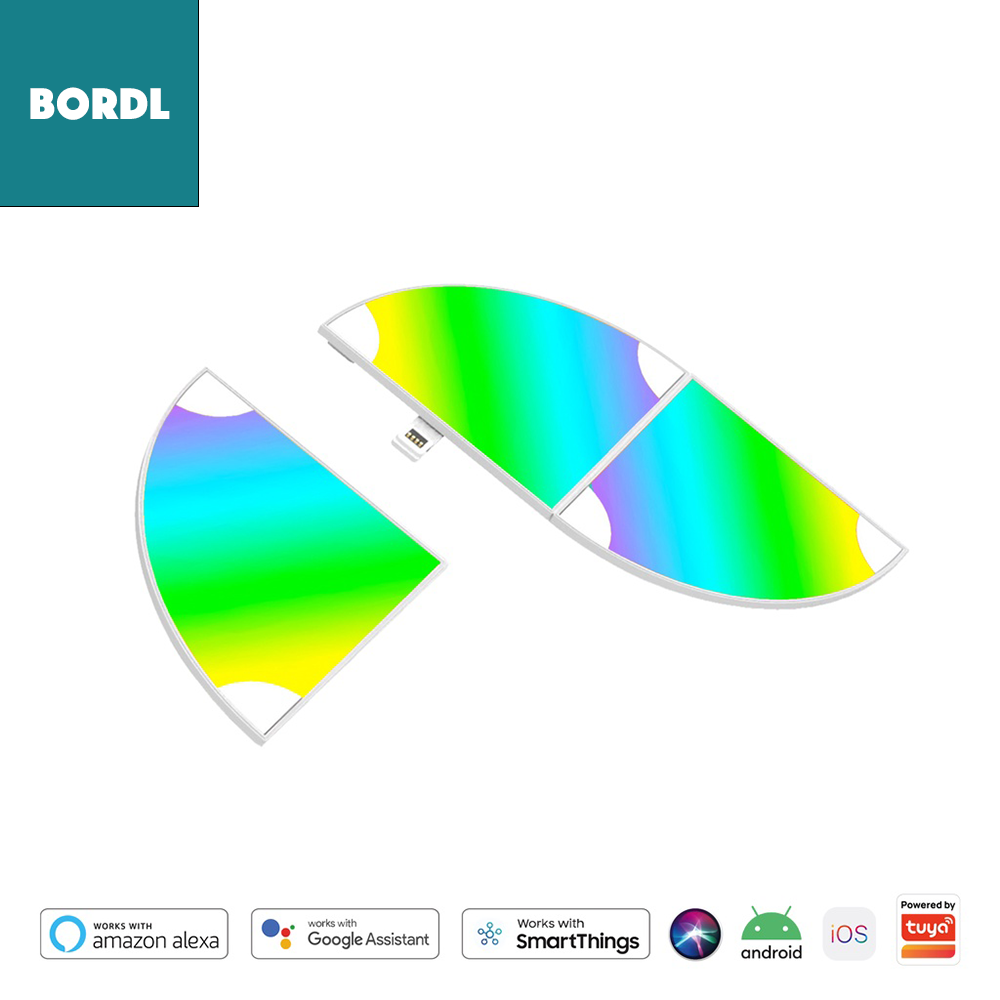 BORDL
WORKS WITH
amazon alexa
works with
Google Assistant
Works with
SmartThings
android
iOS
Powered by
tuya